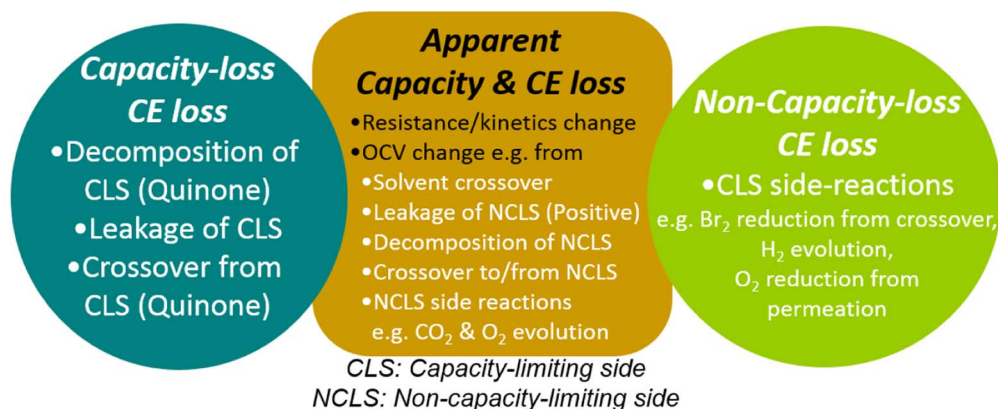 Capacity-loss
CE loss
•Decomposition of
CLS (Quinone)
•Leakage of CLS
•Crossover from
CLS (Quinone)
Apparent
Capacity & CE loss
•Resistance/kinetics change
•OCV change e.g. from
•Solvent crossover
•Leakage of NCLS (Positive)
•Decomposition of NCLS
•Crossover to/from NCLS
•NCLS side reactions
e.g. CO₂ & O₂ evolution
Non-Capacity-loss
CE loss
•CLS side-reactions
e.g. Br₂ reduction from crossover,
H₂ evolution,
O₂ reduction from
permeation
CLS: Capacity-limiting side
NCLS: Non-capacity-limiting side